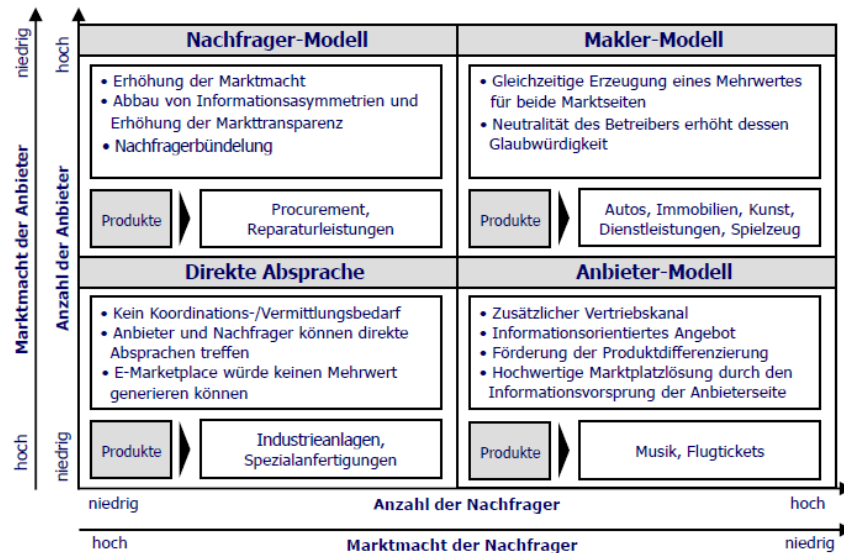 Nachfrager-Modell
Makler-Modell
• Erhöhung der Marktmacht
• Abbau von Informationsasymmetrien und
Erhöhung der Markttransparenz
• Nachfragerbündelung
• Gleichzeitige Erzeugung eines Mehrwertes
für beide Marktseiten
• Neutralität des Betreibers erhöht dessen
Glaubwürdigkeit
Produkte
Procurement,
Reparaturleistungen
Produkte
Autos, Immobilien, Kunst,
Dienstleistungen, Spielzeug
Direkte Absprache
Anbieter-Modell
• Kein Koordinations-/Vermittlungsbedarf
• Anbieter und Nachfrager können direkte
Absprachen treffen
• E-Marketplace würde keinen Mehrwert
generieren können
• Zusätzlicher Vertriebskanal
• Informationsorientiertes Angebot
• Förderung der Produktdifferenzierung
• Hochwertige Marktplatzlösung durch den
Informationsvorsprung der Anbieterseite
Produkte
Industrieanlagen,
Spezialanfertigungen
Produkte
Musik, Flugtickets
niedrig
Marktmacht der Anbieter
hoch
hoch
Anzahl der Anbieter
niedrig
niedrig
Anzahl der Nachfrager
hoch
hoch
Marktmacht der Nachfrager
niedrig